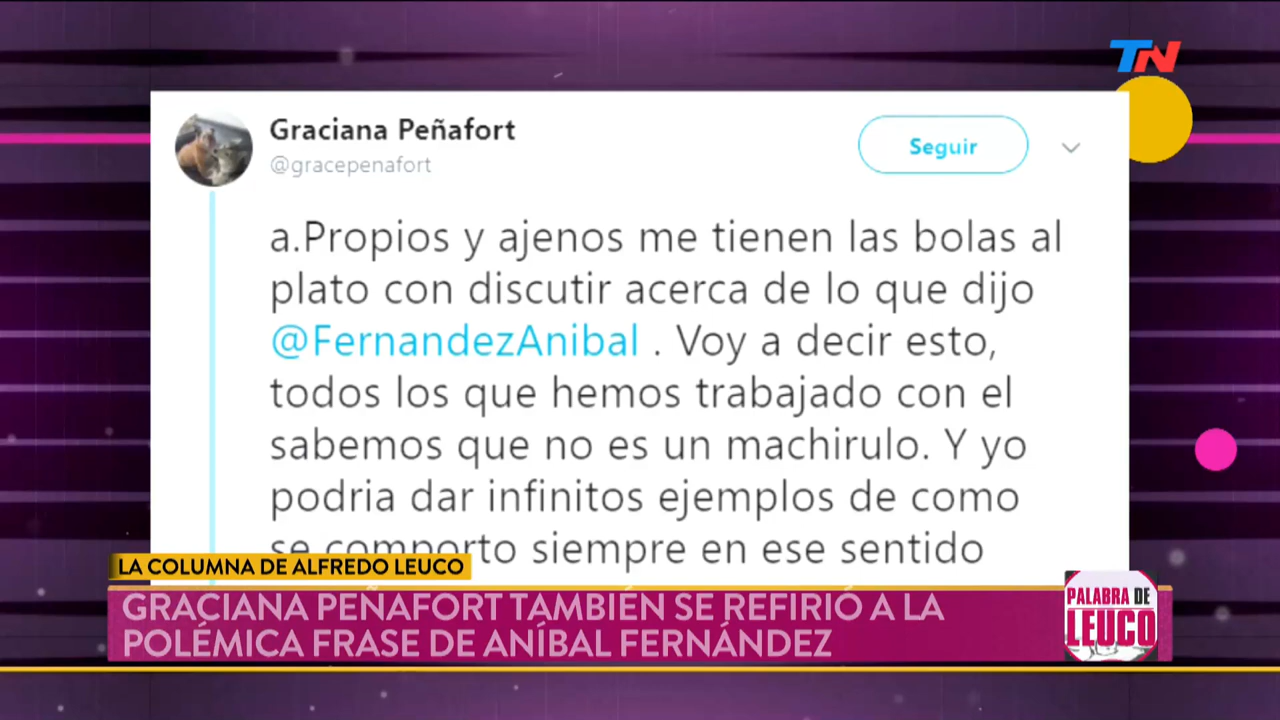 TN
Graciana Peñafort
@gracepenafort
Seguir
a.Propios y ajenos me tienen las bolas al
plato con discutir acerca de lo que dijo
@FernandezAnibal . Voy a decir esto,
todos los que hemos trabajado con el
sabemos que no es un machirulo. Y yo
podria dar infinitos ejemplos de como
se comporto siempre en ese sentido
LA COLUMNA DE ALFREDO LEUCO
GRACIANA PEÑAFORT TAMBIÉN SE REFIRIÓ A LA
POLÉMICA FRASE DE ANÍBAL FERNÁNDEZ
PALABRA DE
LEUCO